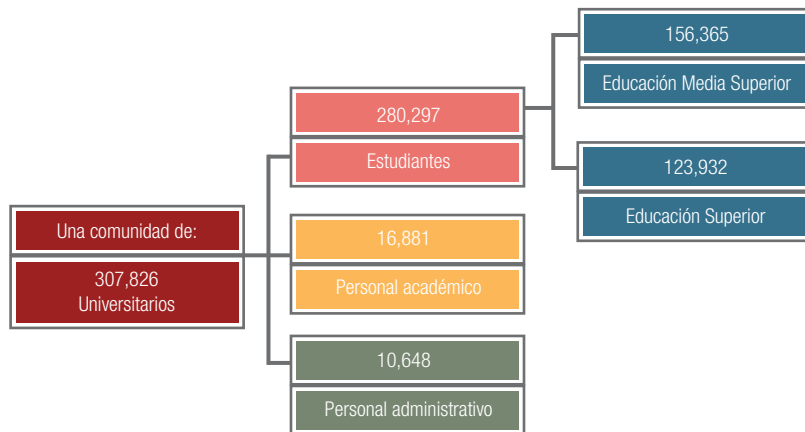 Una comunidad de:
307,826
Universitarios
280,297
Estudiantes
156,365
Educación Media Superior
123,932
Educación Superior
16,881
Personal académico
10,648
Personal administrativo